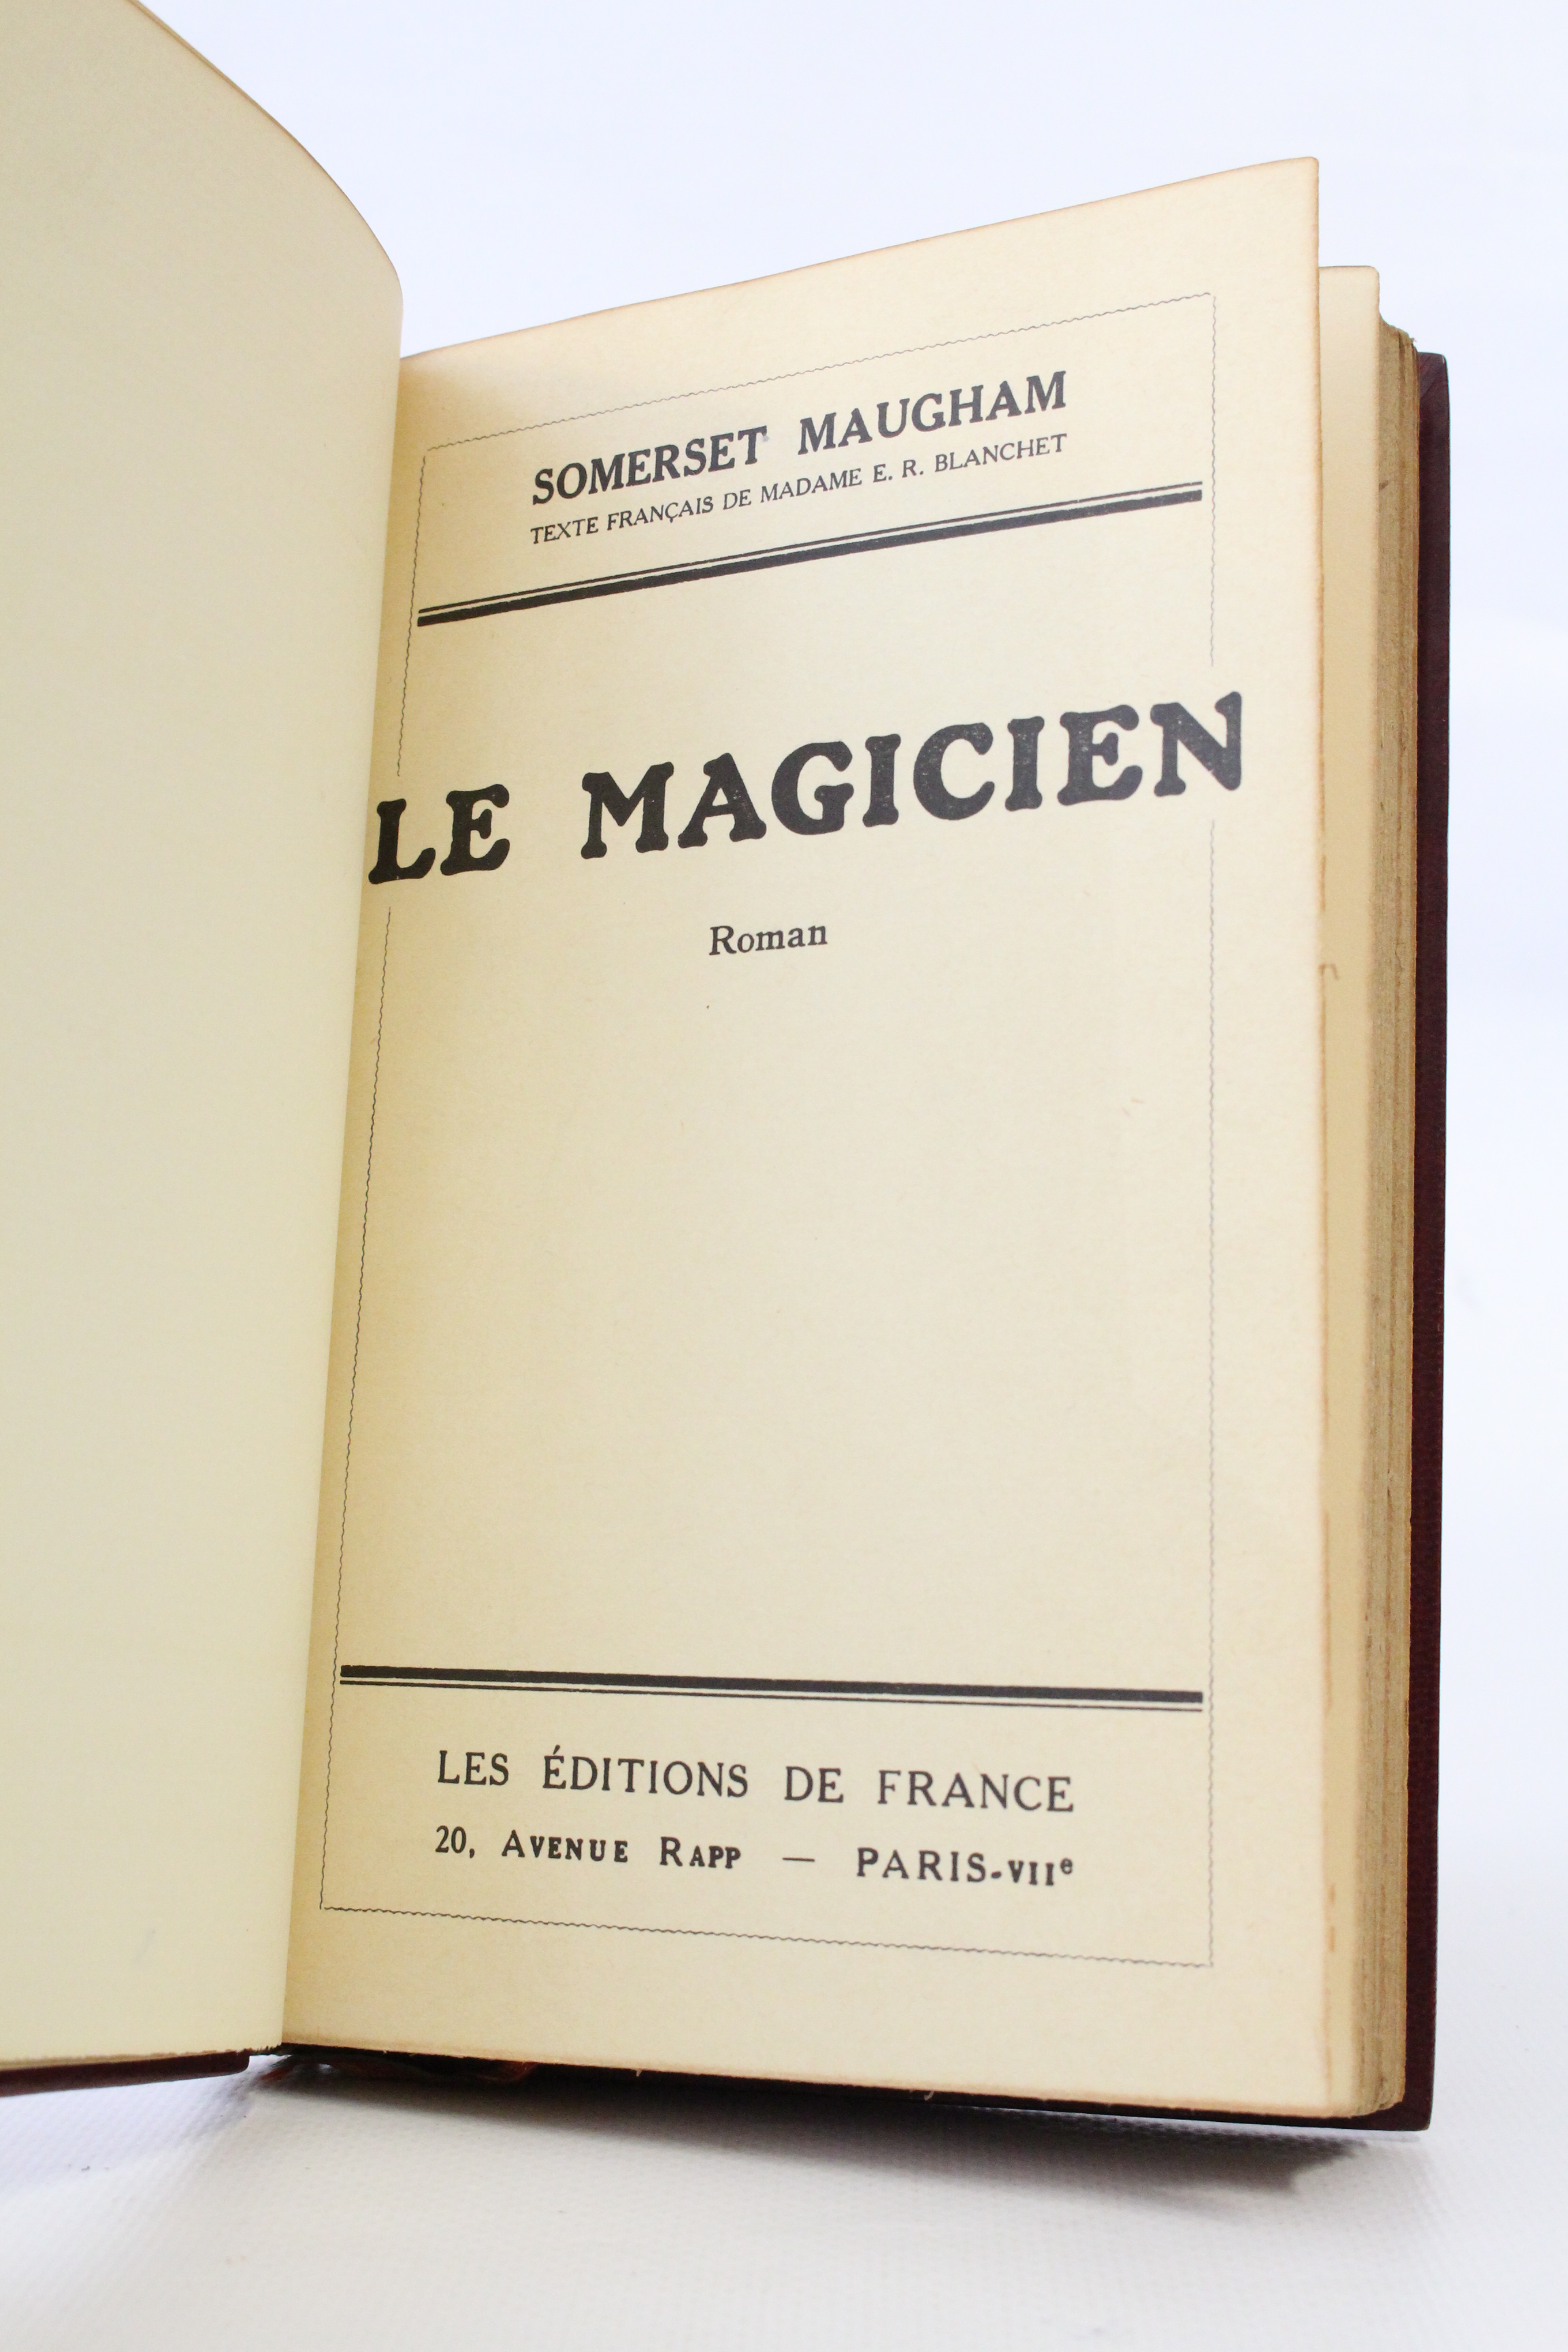 SOMERSET MAUGHAM
TEXTE FRANÇAIS DE MADAME E. R. BLANCHET
LE MAGICIEN
Roman
LES ÉDITIONS DE FRANCE
20, AVENUE RAPP — PARIS-VIIᵉ